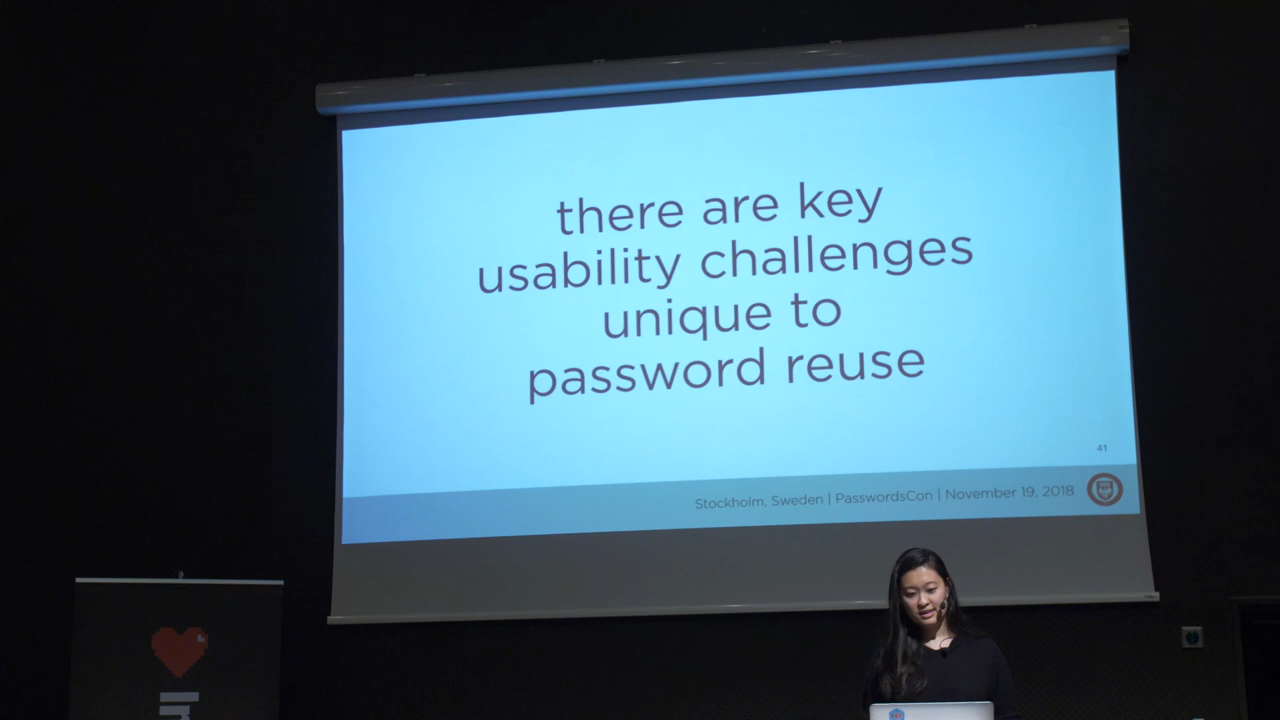 there are key
usability challenges
unique to
password reuse
41
Stockholm, Sweden | PasswordsCon | November 19, 2018